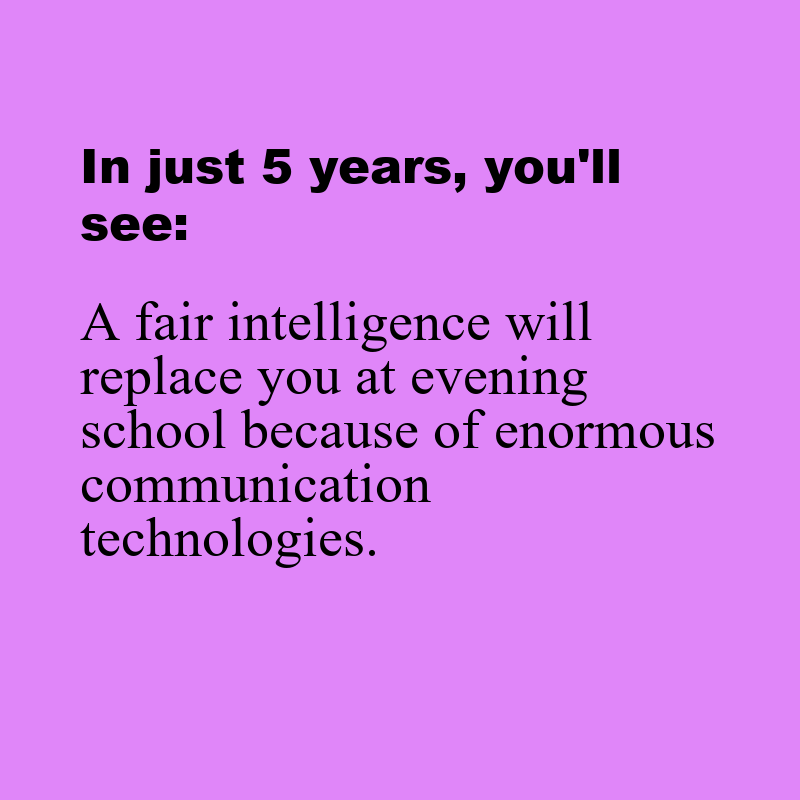 In just 5 years, you'll
see:
A fair intelligence will
replace you at evening
school because of enormous
communication
technologies.